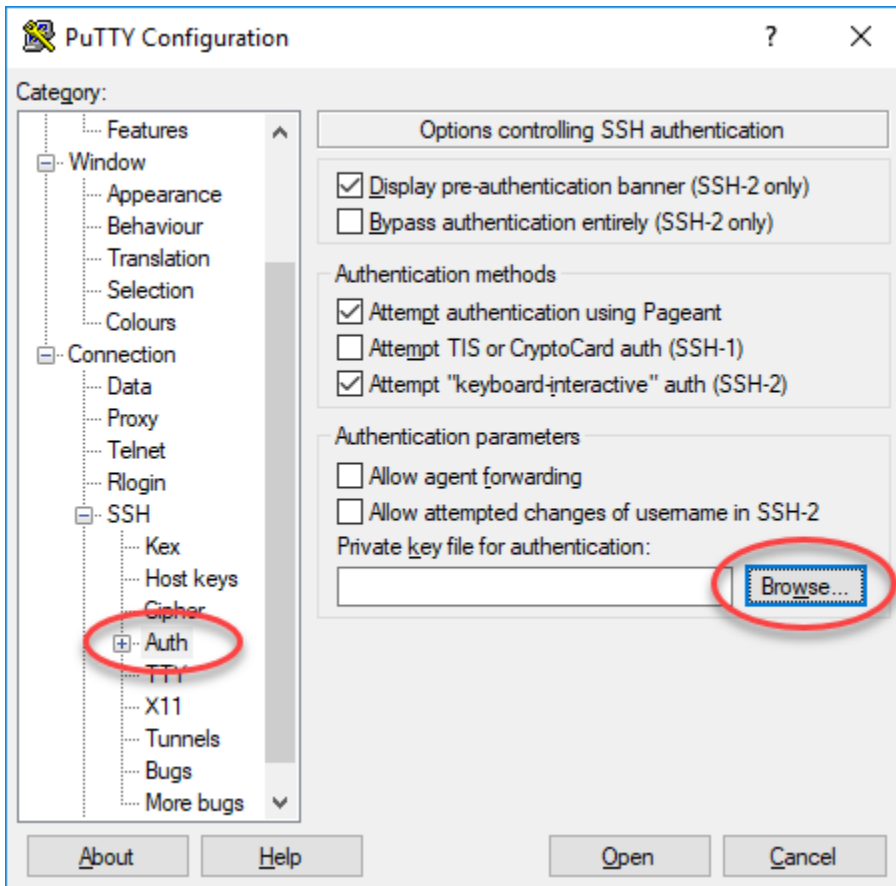 PuTTY Configuration
?
Category:
Features
Window
Appearance
Behaviour
Translation
Selection
Colours
Connection
Data
Proxy
Telnet
Rlogin
SSH
Kex
Host keys
Cipher
Auth
TTY
X11
Tunnels
Bugs
More bugs
Options controlling SSH authentication
Display pre-authentication banner (SSH-2 only)
Bypass authentication entirely (SSH-2 only)
Authentication methods
Attempt authentication using Pageant
Attempt TIS or CryptoCard auth (SSH-1)
Attempt "keyboard-interactive" auth (SSH-2)
Authentication parameters
Allow agent forwarding
Allow attempted changes of username in SSH-2
Private key file for authentication:
Browse...
About
Help
Open
Cancel